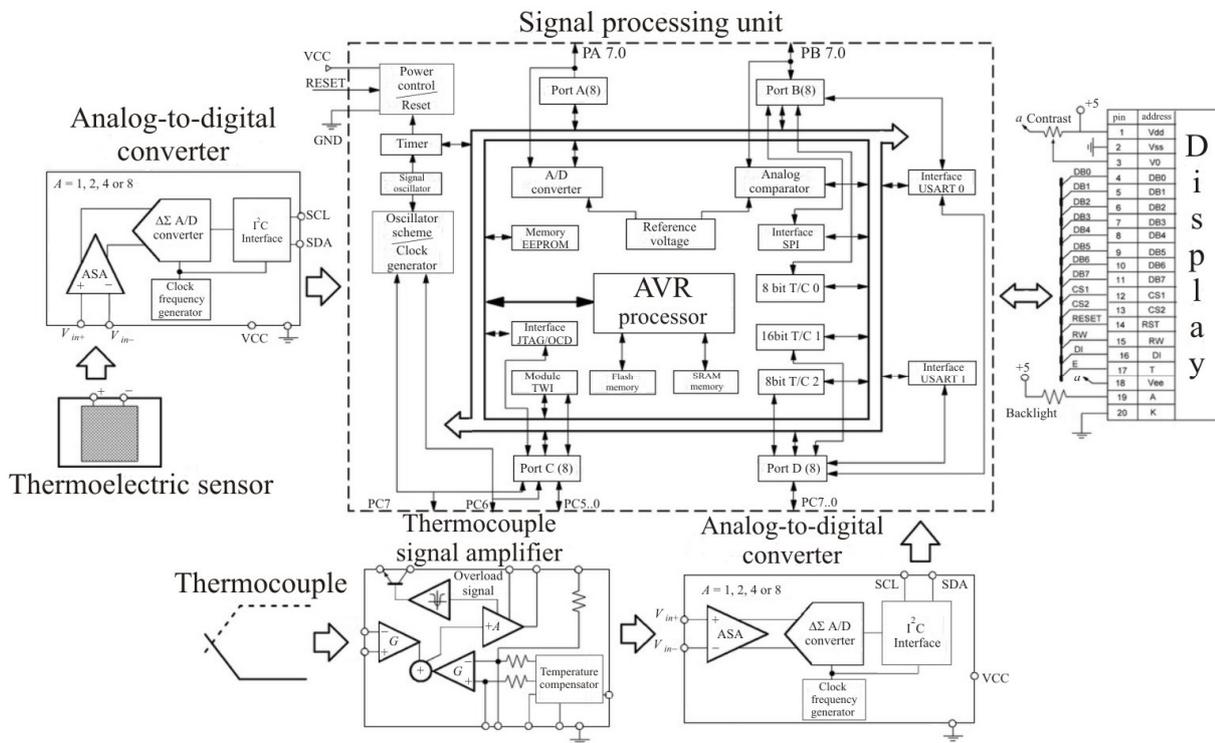 Signal processing unit
PA 7.0
PB 7.0
VCC
RESET
GND
Power
control
Reset
Port A(8)
Port B(8)
Timer
Signal
oscillator
Oscillator
scheme
Clock
generator
A/D
converter
Analog
comparator
Reference
voltage
Memory
EEPROM
Interface
SPI
Interface
USART 0
AVR
processor
8 bit T/C 0
Interface
JTAG/OCD
16bit T/C 1
Module
TWI
Flash
memory
SRAM
memory
8bit T/C 2
Interface
USART 1
Port C (8)
Port D (8)
PC7
PC6
PC5..0
PC7..0
Analog-to-digital
converter
A = 1, 2, 4 or 8
ΔΣ A/D
converter
I²C
Interface
SCL
SDA
ASA
+
−
Clock
frequency
generator
Vin+
Vin−
VCC
+
−
Thermoelectric sensor
Thermocouple
Thermocouple
signal amplifier
Overload
signal
+A
−
+
G
+
G
−
+
Temperature
compensator
Analog-to-digital
converter
SCL
SDA
A = 1, 2, 4 or 8
Vin+
Vin−
+
−
ASA
ΔΣ A/D
converter
I²C
Interface
Clock
frequency
generator
VCC
+5
a
Contrast
pin address
1 Vdd
2 Vss
3 V0
DB0 4 DB0
DB1 5 DB1
DB2 6 DB2
DB3 7 DB3
DB4 8 DB4
DB5 9 DB5
DB6 10 DB6
DB7 11 DB7
CS1 12 CS1
CS2 13 CS2
RESET 14 RST
RW 15 RW
DI 16 DI
E 17 T
a 18 Vee
+5 19 A
Backlight 20 K
Display